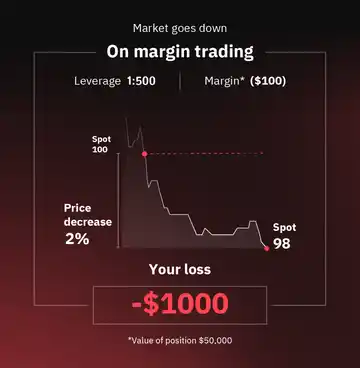 Market goes down
On margin trading
Leverage 1:500
Margin* ($100)
Spot
100
Price
decrease
2%
Spot
98
Your loss
-$1000
*Value of position $50,000